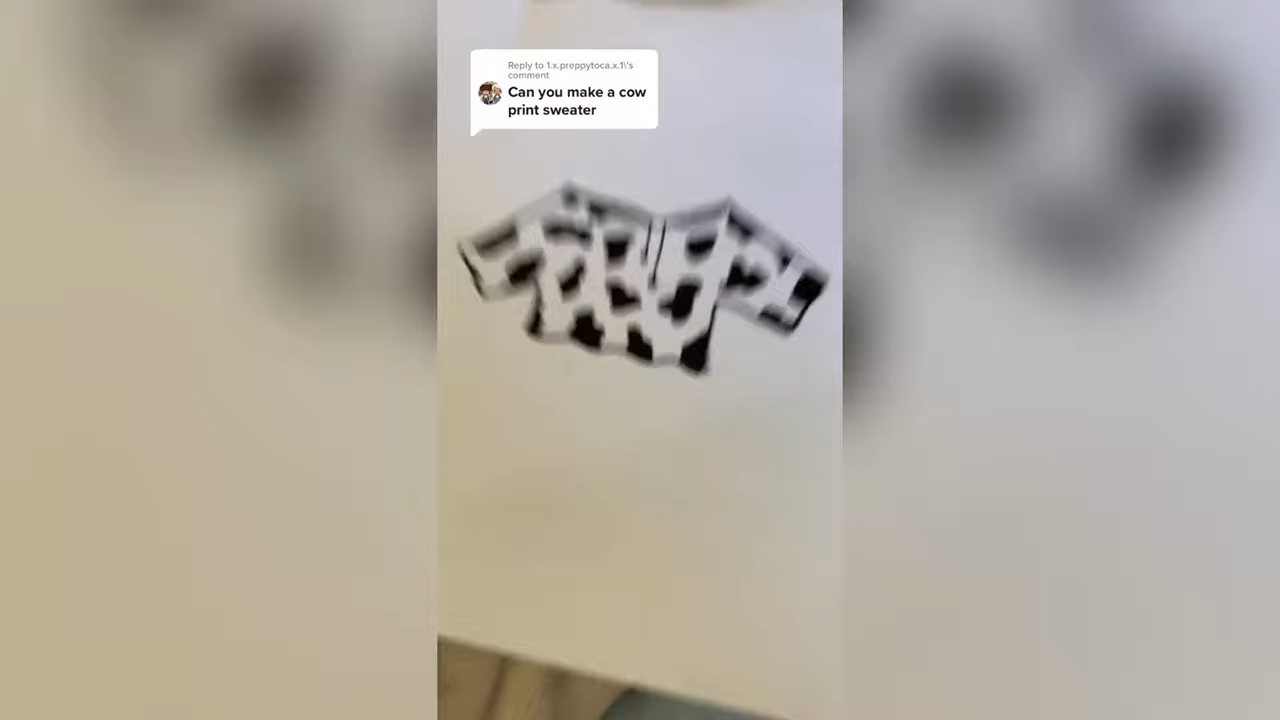 Reply to 1.x.preppytoca.x.1\'s
comment
Can you make a cow
print sweater